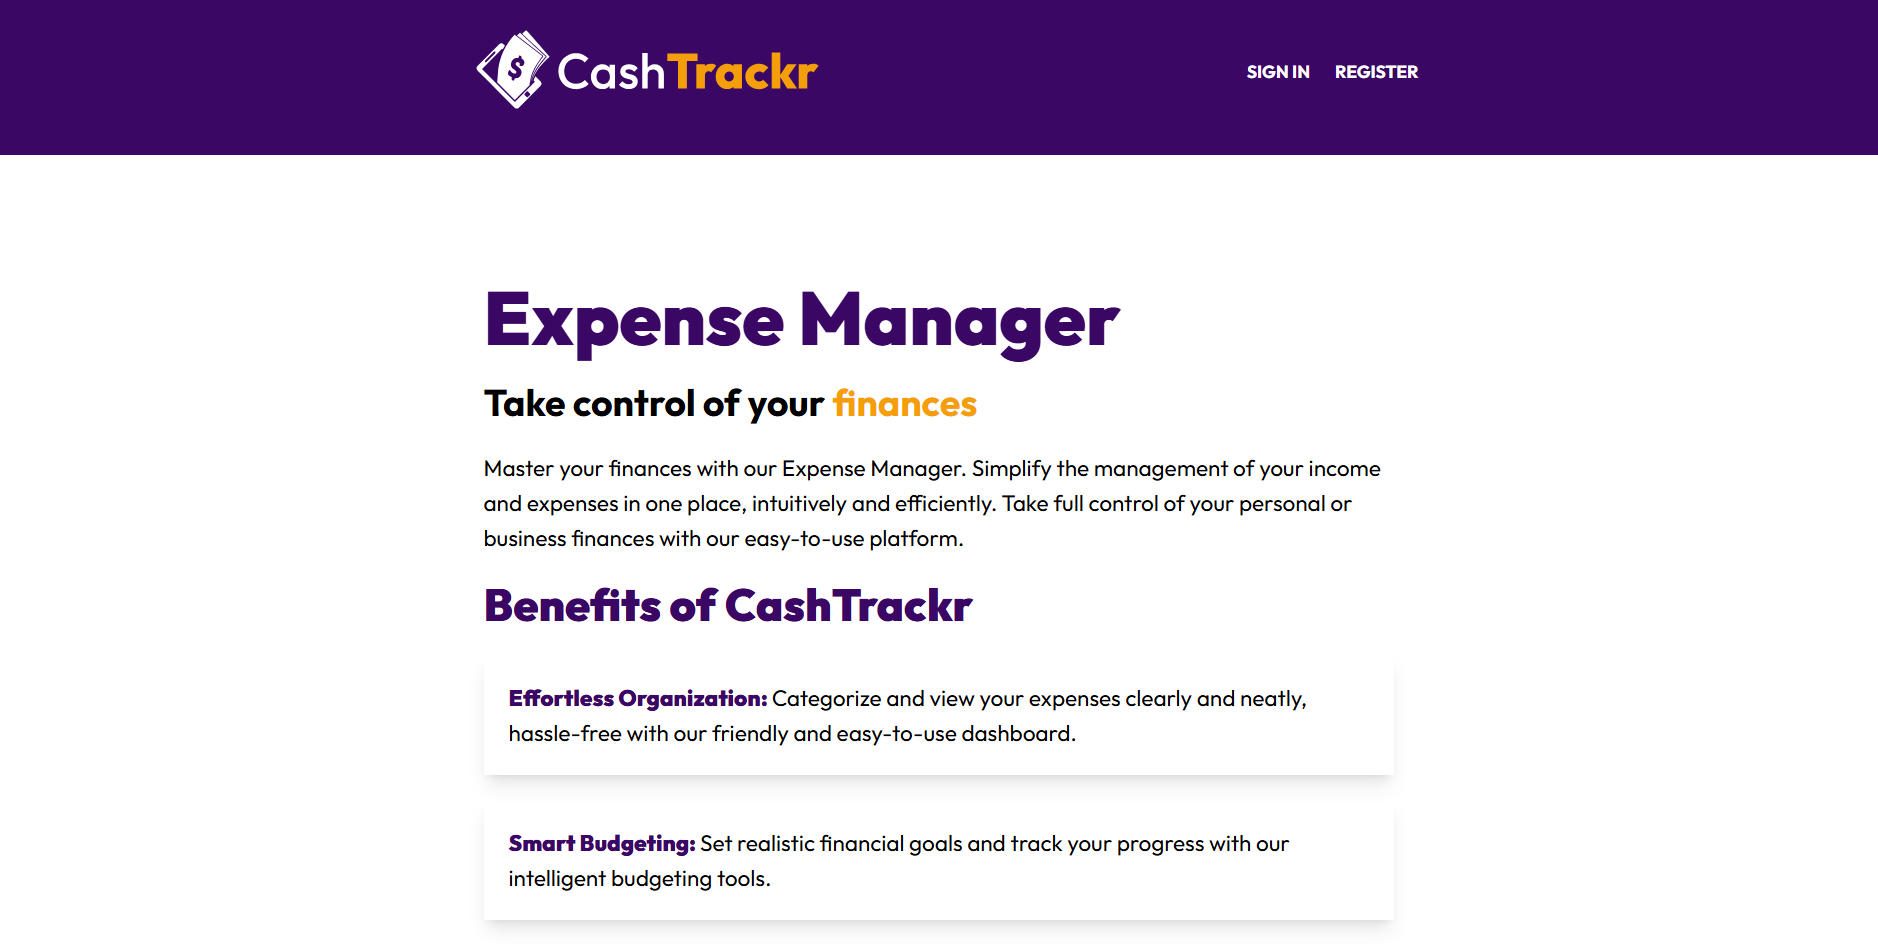 $
CashTrackr
SIGN IN
REGISTER
Expense Manager
Take control of your finances
Master your finances with our Expense Manager. Simplify the management of your income
and expenses in one place, intuitively and efficiently. Take full control of your personal or
business finances with our easy-to-use platform.
Benefits of CashTrackr
Effortless Organization: Categorize and view your expenses clearly and neatly,
hassle-free with our friendly and easy-to-use dashboard.
Smart Budgeting: Set realistic financial goals and track your progress with our
intelligent budgeting tools.